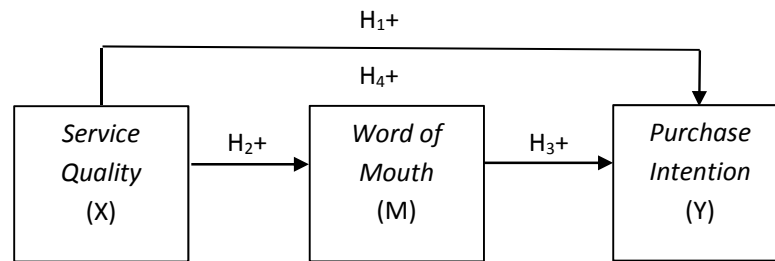 H₁+
H₄+
Service
Quality
(X)
H₂+
Word of
Mouth
(M)
H₃+
Purchase
Intention
(Y)